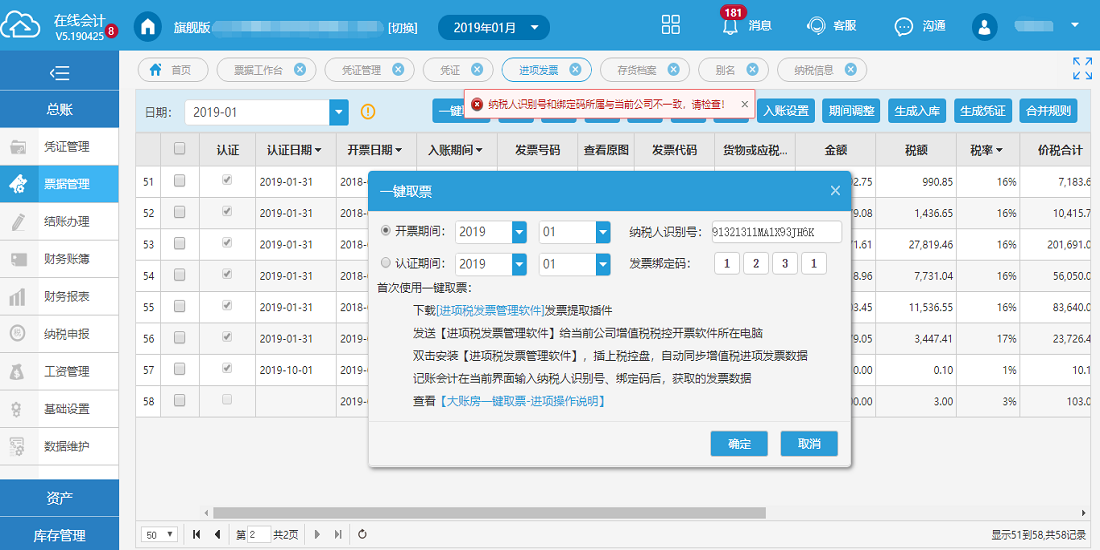 在线会计
V5.190425 8
旗舰版 [切换] 2019年01月 181 消息 客服 沟通
首页 票据工作台 凭证管理 凭证 进项发票 存货档案 别名 纳税信息
总账
凭证管理
票据管理
结账办理
财务账簿
财务报表
纳税申报
工资管理
基础设置
数据维护
资产
库存管理
日期： 2019-01 一键 入账设置 期间调整 生成入库 生成凭证 合并规则
纳税人识别号和绑定码所属与当前公司不一致，请检查！
认证 认证日期 开票日期 入账期间 发票号码 查看原图 发票代码 货物或应税... 金额 税额 税率 价税合计
51 2019-01-31 2018- 2.75 990.85 16% 7,183.6
52 2019-01-31 2018- 9.08 1,436.65 16% 10,415.7
53 2019-01-31 2018- 1.61 27,819.46 16% 201,691.0
54 2019-01-31 2018- 8.96 7,731.04 16% 56,050.0
55 2019-01-31 2018- 3.45 11,536.55 16% 83,640.0
56 2019-01-31 2018- 9.05 3,447.41 17% 23,726.4
57 2019-10-01 2019- 0.00 0.10 1% 10.1
58 2019- 0.00 3.00 3% 103.0
一键取票
开票期间： 2019 01 纳税人识别号： 91321311MA1X93JH6K
认证期间： 2019 01 发票绑定码： 1 2 3 1
首次使用一键取票：
下载[进项税发票管理软件]发票提取插件
发送【进项税发票管理软件】给当前公司增值税税控开票软件所在电脑
双击安装【进项税发票管理软件】，插上税控盘，自动同步增值税进项发票数据
记账会计在当前界面输入纳税人识别号、绑定码后，获取的发票数据
查看【大账房一键取票-进项操作说明】
确定 取消
50 第 2 共2页 显示51到58,共58记录